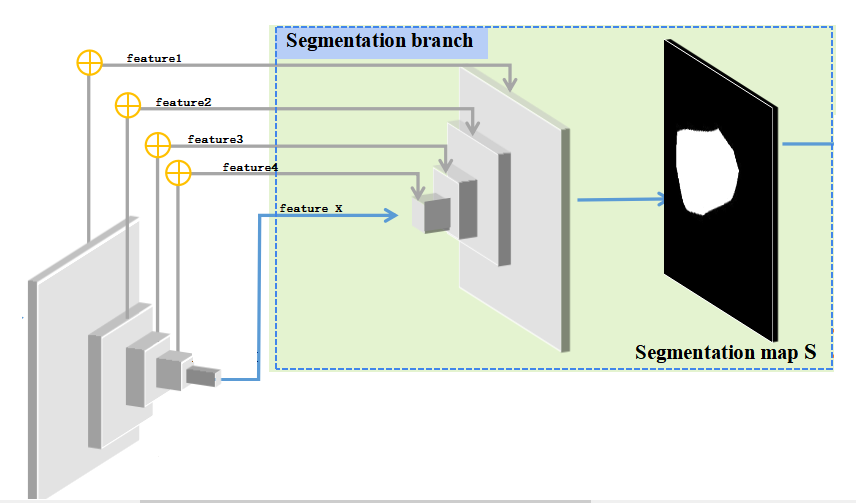 Segmentation branch
feature1
feature2
feature3
feature4
feature X
Segmentation map S